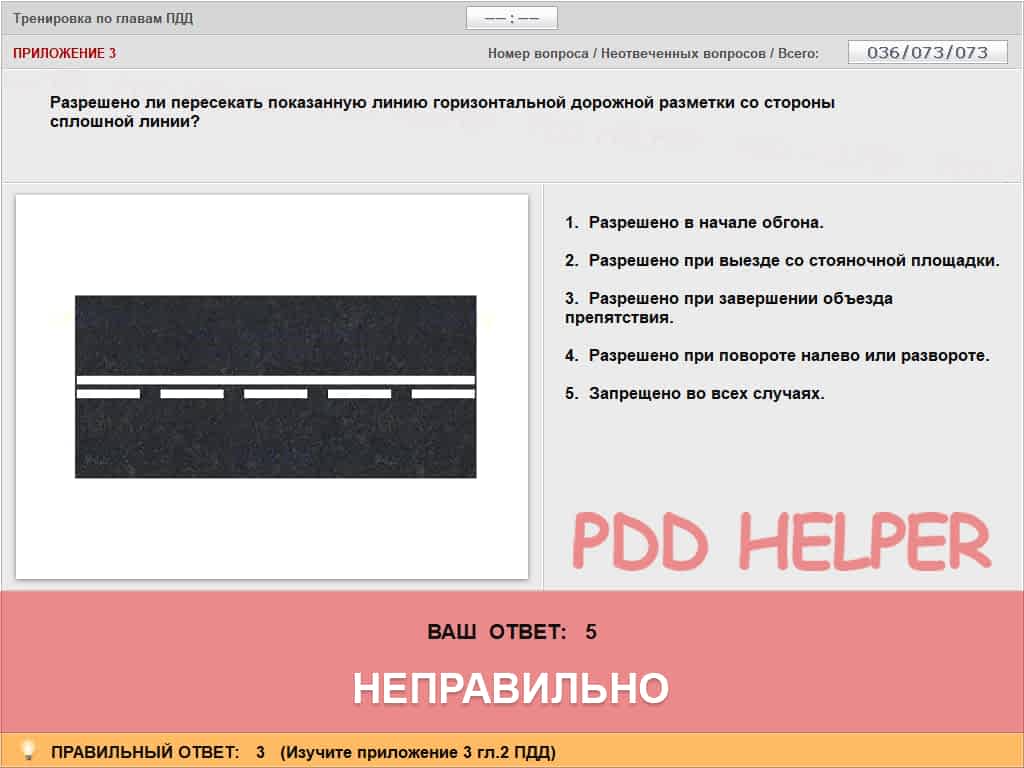 Тренировка по главам ПДД
—— : ——
ПРИЛОЖЕНИЕ 3
Номер вопроса / Неотвеченных вопросов / Всего:
036/073/073
Разрешено ли пересекать показанную линию горизонтальной дорожной разметки со стороны
сплошной линии?
1. Разрешено в начале обгона.
2. Разрешено при выезде со стояночной площадки.
3. Разрешено при завершении объезда
препятствия.
4. Разрешено при повороте налево или развороте.
5. Запрещено во всех случаях.
PDD HELPER
ВАШ ОТВЕТ: 5
НЕПРАВИЛЬНО
ПРАВИЛЬНЫЙ ОТВЕТ: 3 (Изучите приложение 3 гл.2 ПДД)